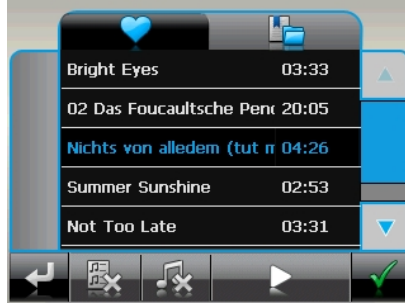 Bright Eyes 03:33
02 Das Foucaultsche Pen 20:05
Nichts von alledem (tut m 04:26
Summer Sunshine 02:53
Not Too Late 03:31